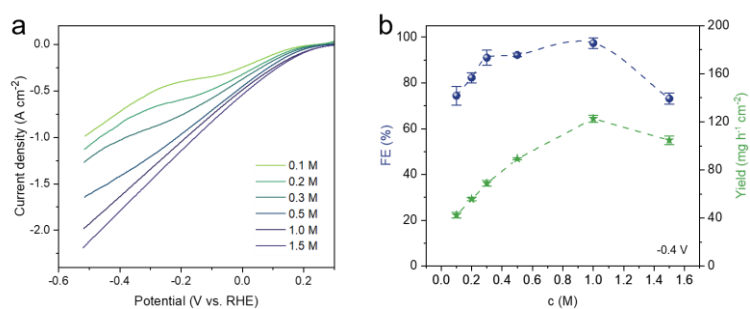 a
Current density (A cm⁻²)
0.0
-0.5
-1.0
-1.5
-2.0
0.1 M
0.2 M
0.3 M
0.5 M
1.0 M
1.5 M
-0.6 -0.4 -0.2 0.0 0.2
Potential (V vs. RHE)
b
FE (%)
100
80
60
40
20
0
200
160
120
80
40
0
Yield (mg h⁻¹ cm⁻²)
-0.4 V
0.0 0.2 0.4 0.6 0.8 1.0 1.2 1.4 1.6
c (M)